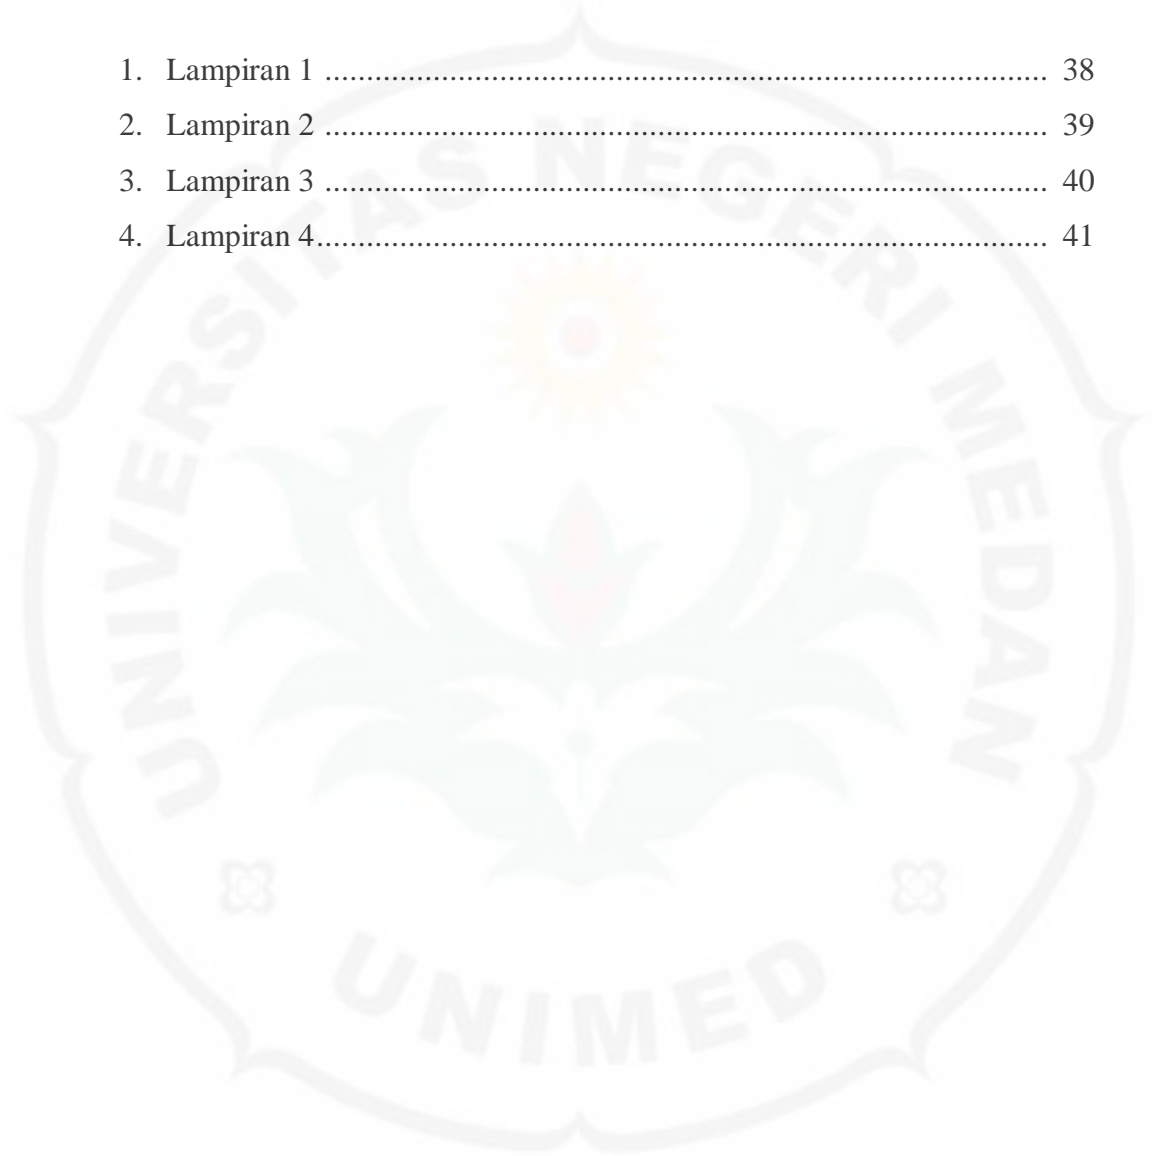 1. Lampiran 1 ........................................................................................ 38
2. Lampiran 2 ........................................................................................ 39
3. Lampiran 3 ........................................................................................ 40
4. Lampiran 4......................................................................................... 41
UNIVERSITAS NEGERI MEDAN
UNIMED